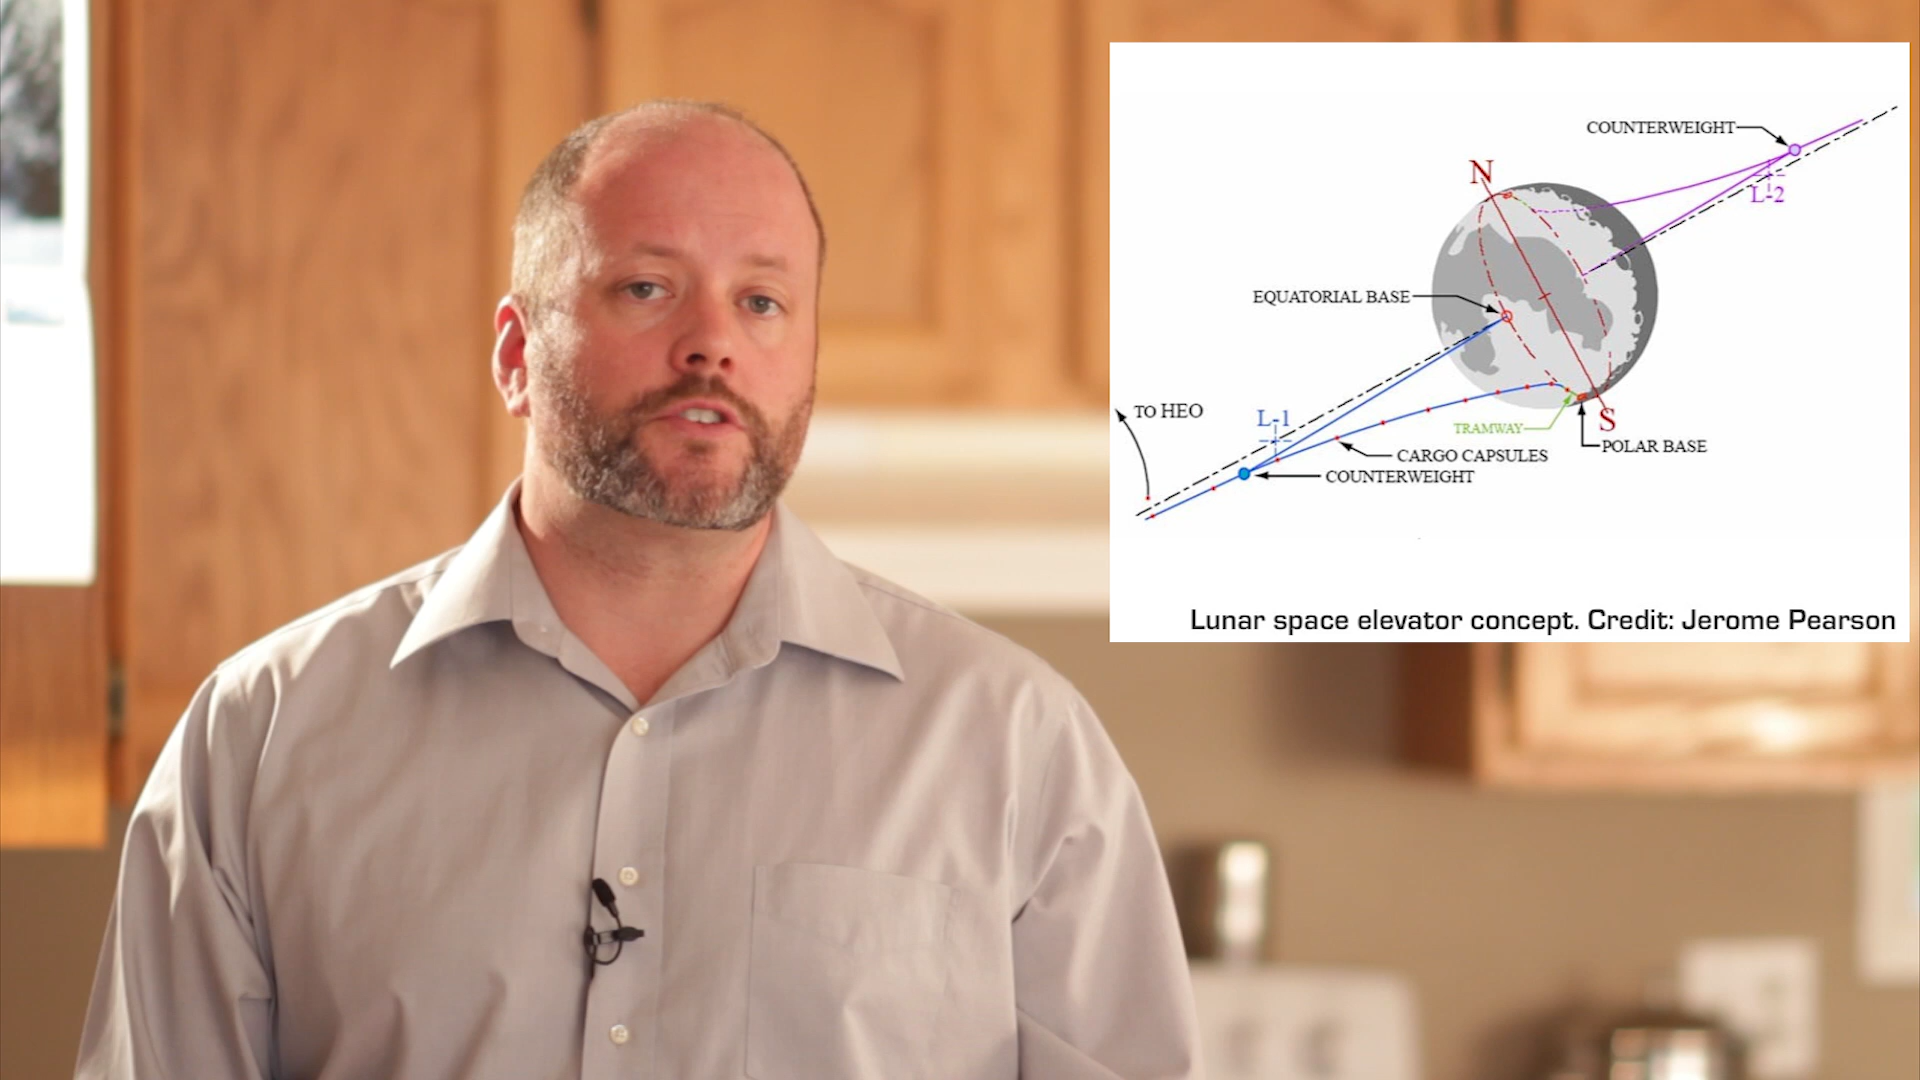 COUNTERWEIGHT
N
L-2
EQUATORIAL BASE
TO HEO
L-1
S
TRAMWAY
POLAR BASE
CARGO CAPSULES
COUNTERWEIGHT
Lunar space elevator concept. Credit: Jerome Pearson